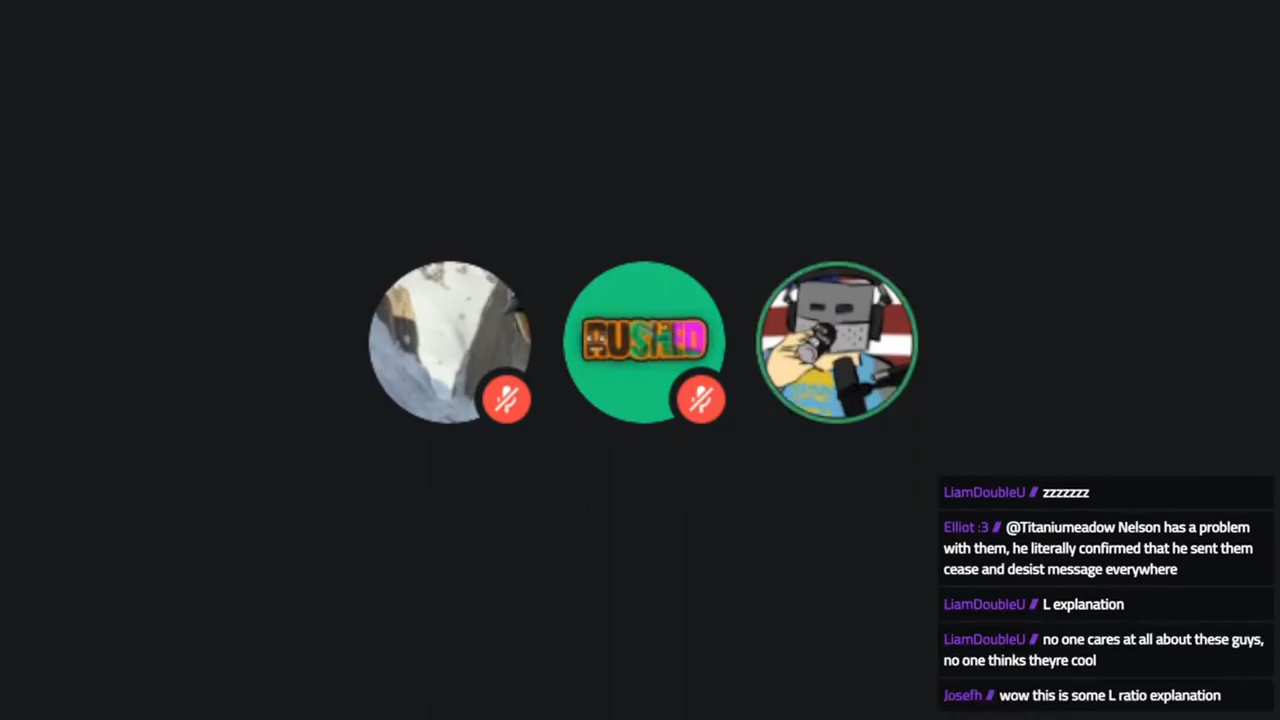 RUSHED
LiamDoubleU // zzzzzzz
Elliot :3 // @Titaniumeadow Nelson has a problem
with them, he literally confirmed that he sent them
cease and desist message everywhere
LiamDoubleU // L explanation
LiamDoubleU // no one cares at all about these guys,
no one thinks theyre cool
Josefh // wow this is some L ratio explanation